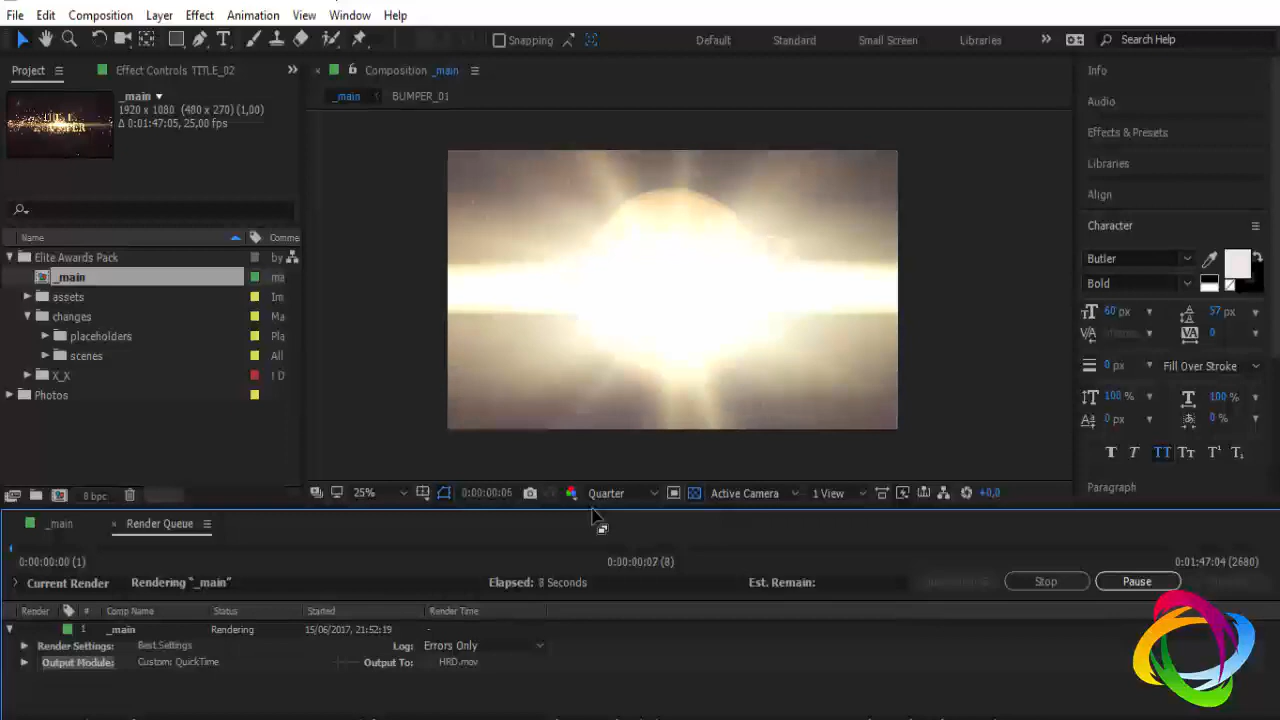 File Edit Composition Layer Effect Animation View Window Help
Snapping Default Standard Small Screen Libraries » Search Help
Project Effect Controls TITLE_02 » × Composition _main Info
_main ▼ _main BUMPER_01
1920 x 1080 (480 x 270) (1,00) Audio
Δ 0:01:47:05, 25,00 fps
Effects & Presets
Libraries
Align
Character
Name Comme
Elite Awards Pack by Butler
_main ma Bold
assets Im 60 px 57 px
changes Ma 0
placeholders Pla
scenes All 0 px Fill Over Stroke
X_X ! D
Photos 100 % 100 %
0 px 0 %
T T TT Tt T¹ T₁
Paragraph
8 bpc 25% 0:00:00:05 Quarter Active Camera 1 View +0,0
_main × Render Queue
0:00:00:00 (1) 0:00:00:07 (8) 0:01:47:04 (2680)
Current Render Rendering "_main" Elapsed: 8 Seconds Est. Remain: Stop Pause
Render # Comp Name Status Started Render Time
1 _main Rendering 15/06/2017, 21:52:19 -
Render Settings: Best Settings Log: Errors Only
Output Module: Custom: QuickTime Output To: HRD.mov